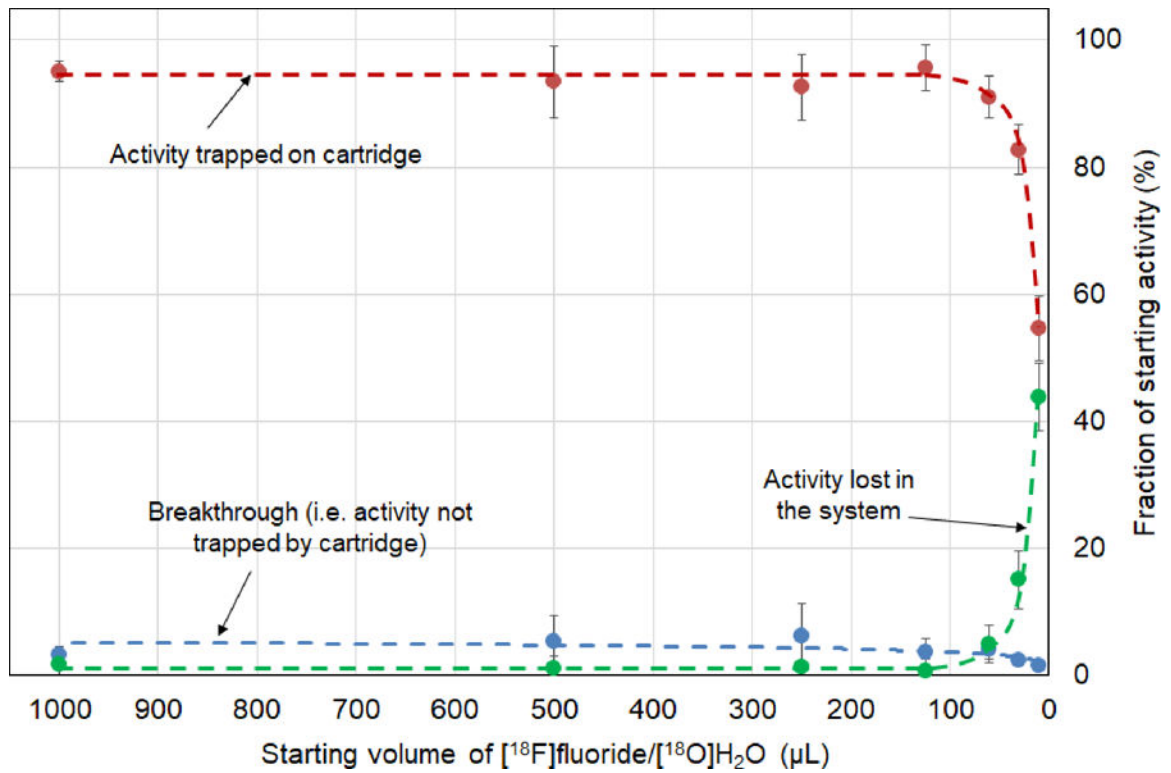 100
80
60
40
20
0
Fraction of starting activity (%)
Activity trapped on cartridge
Activity lost in
the system
Breakthrough (i.e. activity not
trapped by cartridge)
1000 900 800 700 600 500 400 300 200 100 0
Starting volume of [¹⁸F]fluoride/[¹⁸O]H₂O (µL)